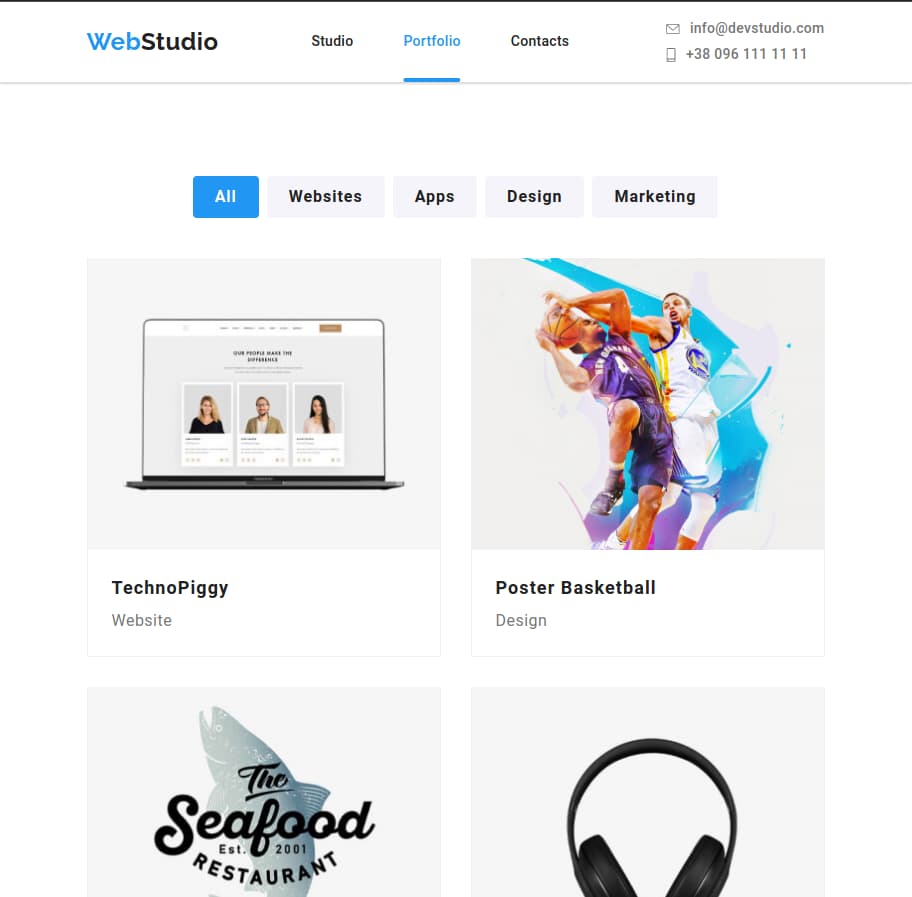 WebStudio
Studio
Portfolio
Contacts
info@devstudio.com
+38 096 111 11 11
All
Websites
Apps
Design
Marketing
OUR PEOPLE MAKE THE
DIFFERENCE
TechnoPiggy
Website
Poster Basketball
Design
The
Seafood
Est. 2001
RESTAURANT